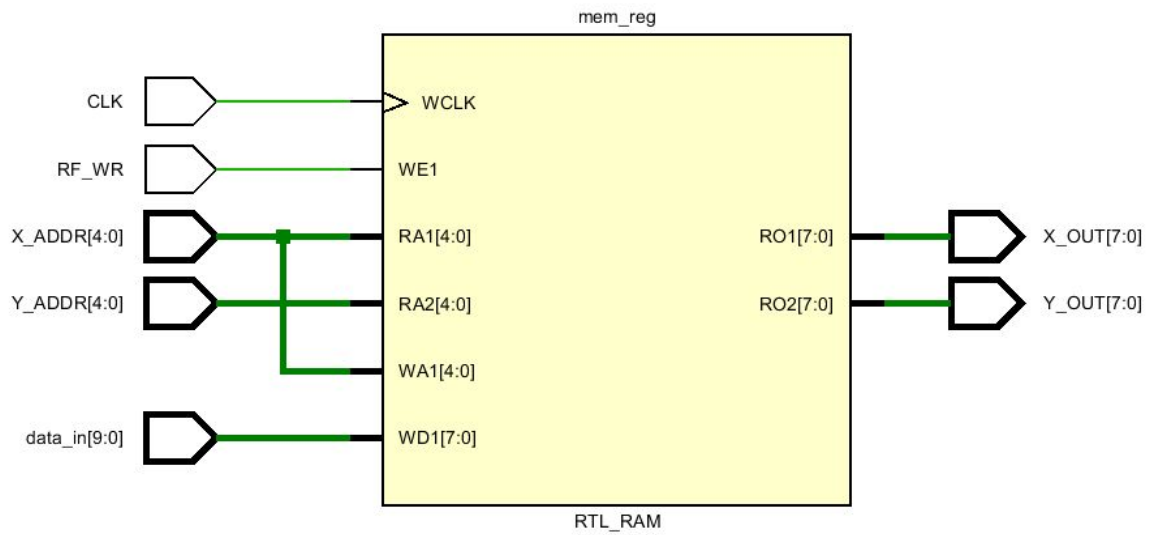 mem_reg
CLK
WCLK
RF_WR
WE1
X_ADDR[4:0]
RA1[4:0]
RO1[7:0]
X_OUT[7:0]
Y_ADDR[4:0]
RA2[4:0]
RO2[7:0]
Y_OUT[7:0]
WA1[4:0]
data_in[9:0]
WD1[7:0]
RTL_RAM